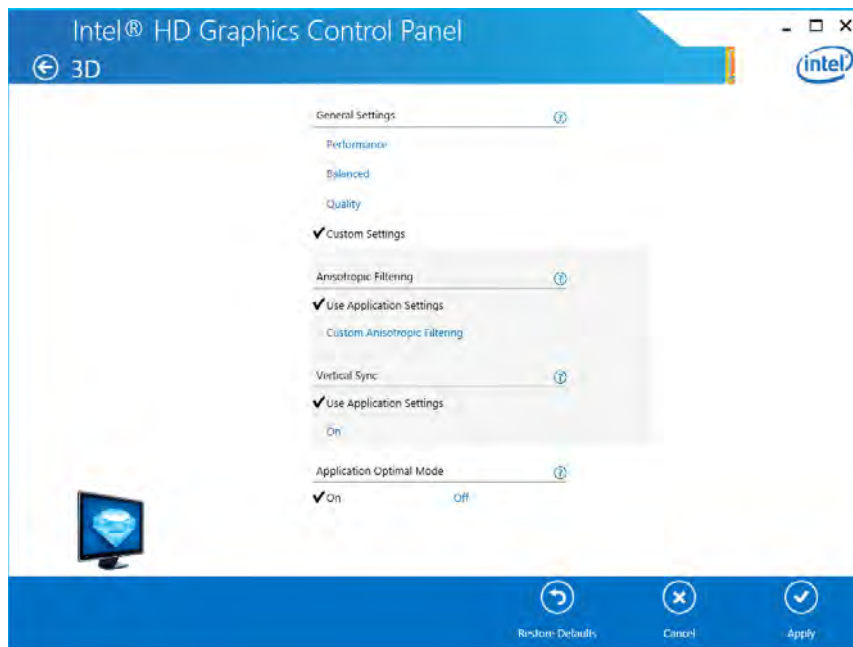 Intel® HD Graphics Control Panel
3D
intel
General Settings
Performance
Balanced
Quality
Custom Settings
Anisotropic Filtering
Use Application Settings
Custom Anisotropic Filtering
Vertical Sync
Use Application Settings
On
Application Optimal Mode
On Off
Restore Defaults Cancel Apply